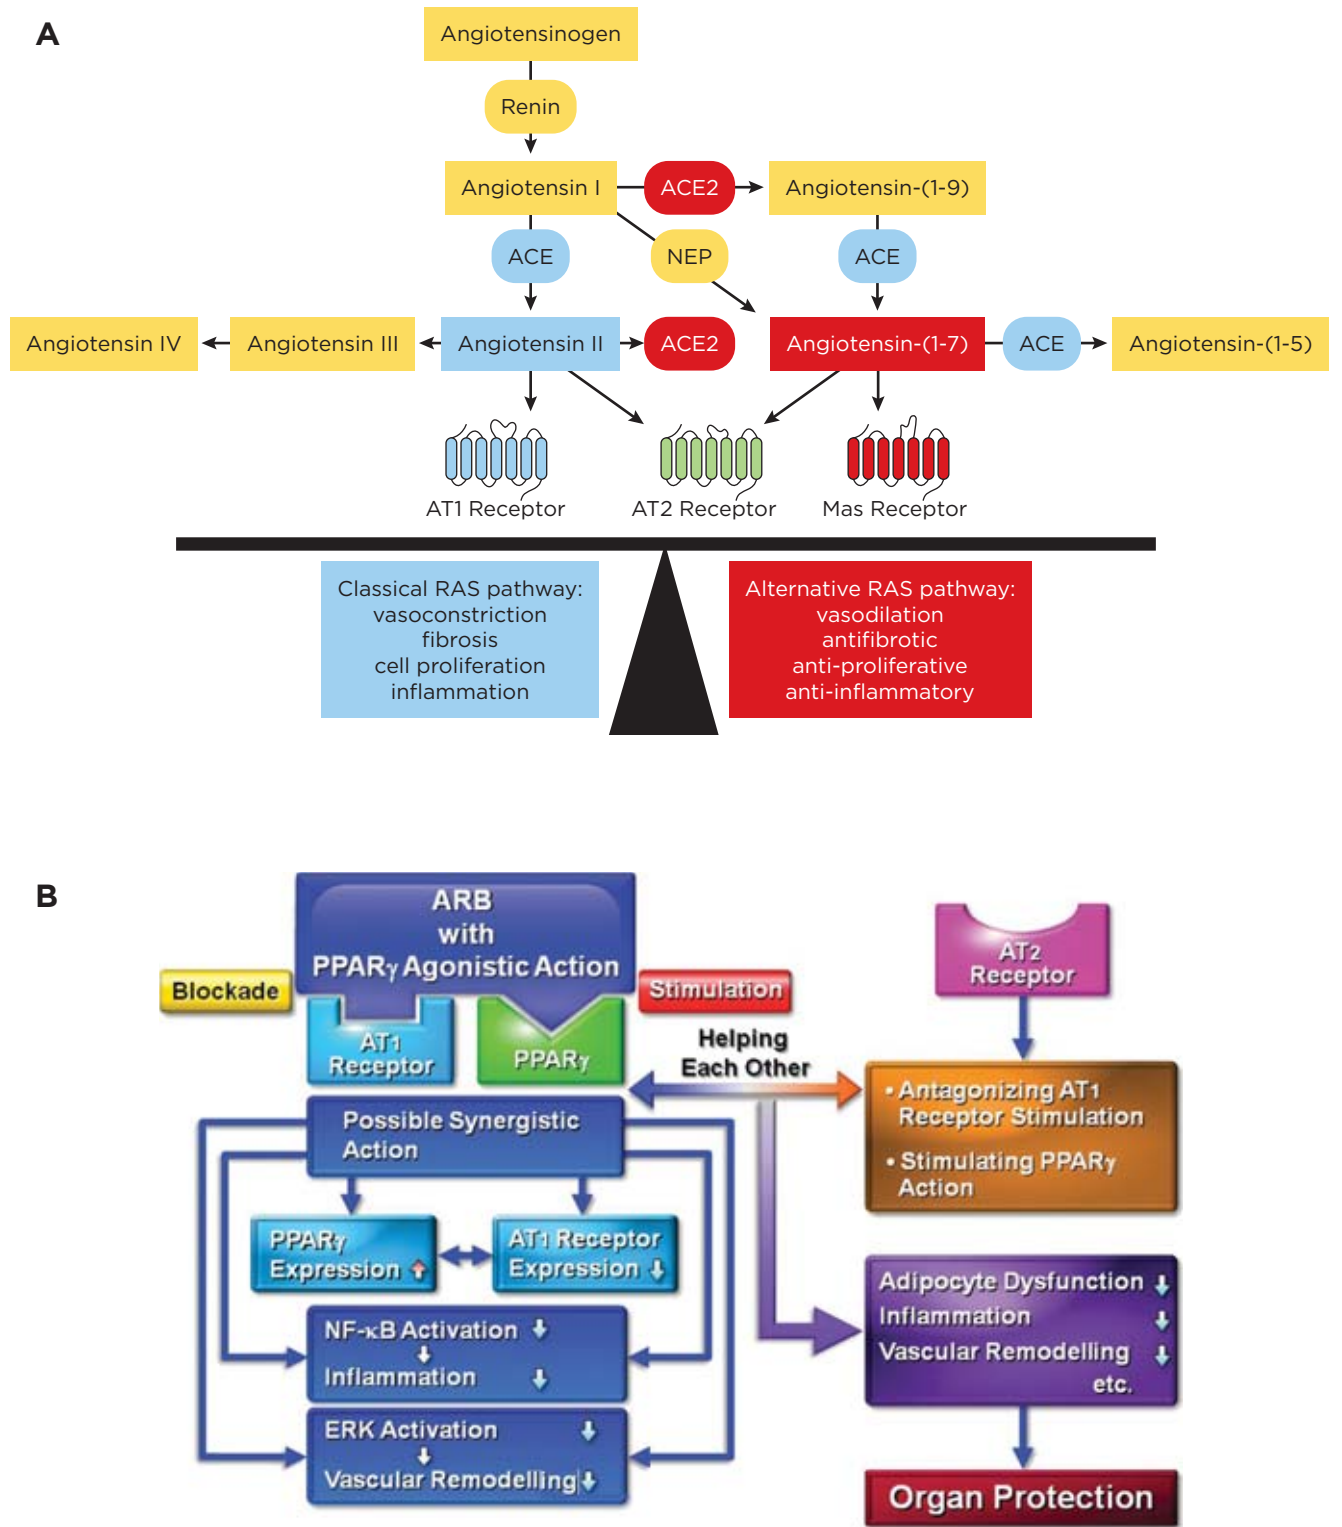 A
Angiotensinogen
Renin
Angiotensin I
ACE2
Angiotensin-(1-9)
ACE
NEP
ACE
Angiotensin IV
Angiotensin III
Angiotensin II
ACE2
Angiotensin-(1-7)
ACE
Angiotensin-(1-5)
AT1 Receptor
AT2 Receptor
Mas Receptor
Classical RAS pathway:
vasoconstriction
fibrosis
cell proliferation
inflammation
Alternative RAS pathway:
vasodilation
antifibrotic
anti-proliferative
anti-inflammatory
B
ARB
with
PPARγ Agonistic Action
Blockade
Stimulation
AT1
Receptor
PPARγ
AT2
Receptor
Helping
Each Other
• Antagonizing AT1
Receptor Stimulation
• Stimulating PPARγ
Action
Possible Synergistic
Action
PPARγ
Expression ↑
AT1 Receptor
Expression ↓
NF-κB Activation ↓
↓
Inflammation ↓
ERK Activation ↓
↓
Vascular Remodelling ↓
Adipocyte Dysfunction ↓
Inflammation ↓
Vascular Remodelling ↓
etc.
Organ Protection